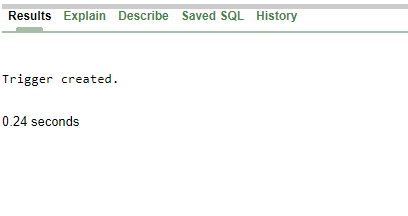 Results Explain Describe Saved SQL History
Trigger created.
0.24 seconds